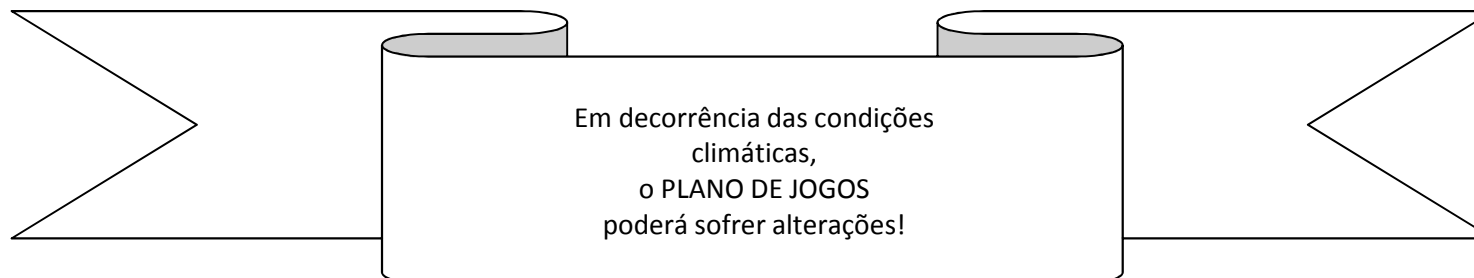 Em decorrência das condições
climáticas,
o PLANO DE JOGOS
poderá sofrer alterações!